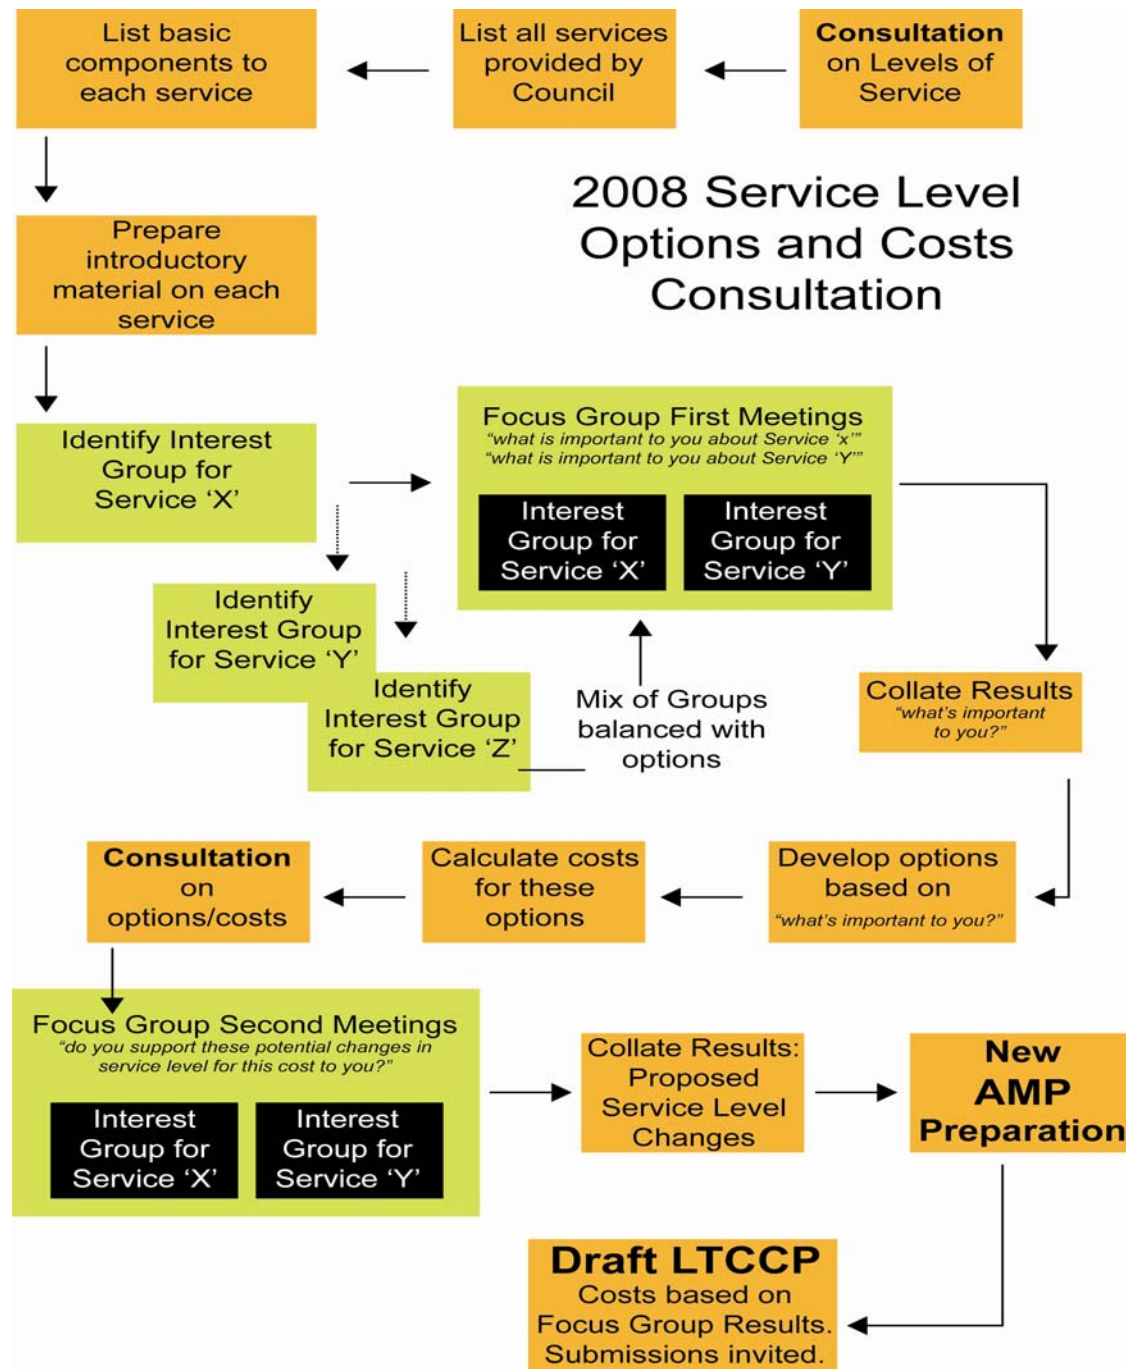 Consultation
on Levels of
Service
List all services
provided by
Council
List basic
components to
each service
2008 Service Level
Options and Costs
Consultation
Prepare
introductory
material on each
service
Identify Interest
Group for
Service ‘X’
Focus Group First Meetings
“what is important to you about Service ‘x’”
“what is important to you about Service ‘Y’”
Interest
Group for
Service ‘X’
Interest
Group for
Service ‘Y’
Identify
Interest Group
for Service ‘Y’
Identify
Interest Group
for Service ‘Z’
Mix of Groups
balanced with
options
Collate Results
“what’s important
to you?”
Develop options
based on
“what’s important to you?”
Calculate costs
for these
options
Consultation
on
options/costs
Focus Group Second Meetings
“do you support these potential changes in
service level for this cost to you?”
Interest
Group for
Service ‘X’
Interest
Group for
Service ‘Y’
Collate Results:
Proposed
Service Level
Changes
New
AMP
Preparation
Draft LTCCP
Costs based on
Focus Group Results.
Submissions invited.